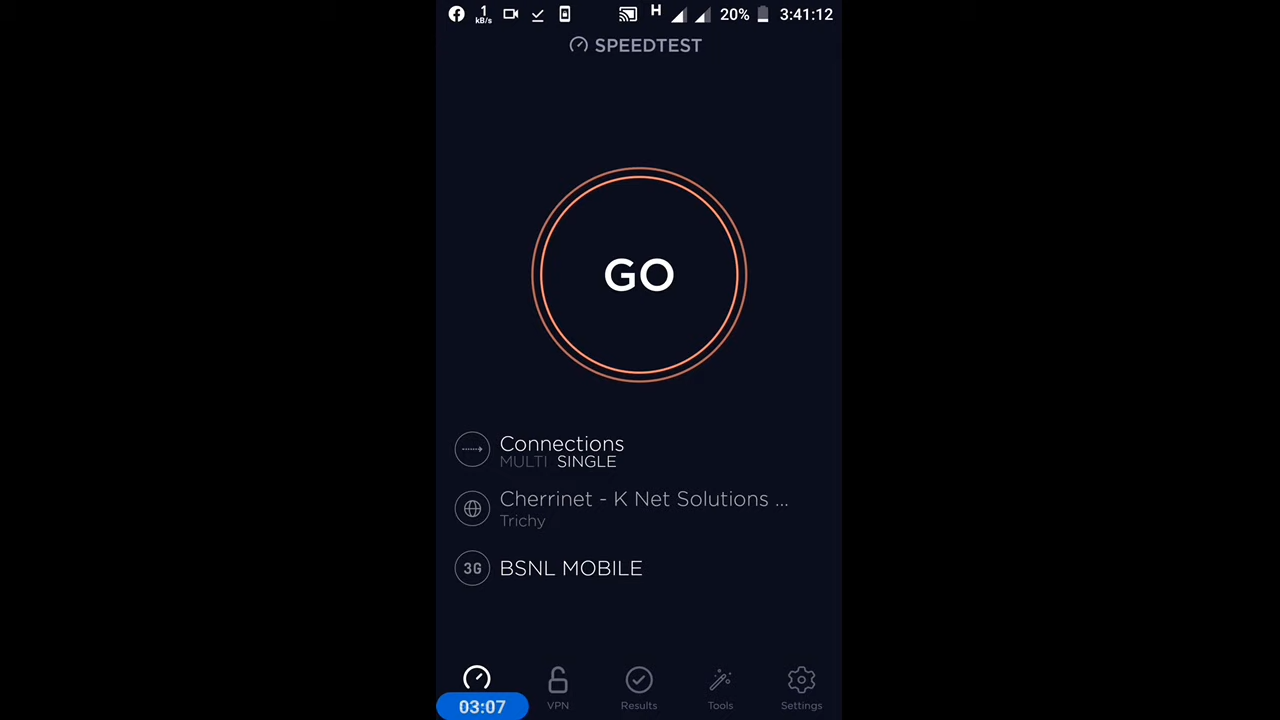 1 kB/s H 20% 3:41:12
SPEEDTEST
GO
Connections
MULTI SINGLE
Cherrinet - K Net Solutions ...
Trichy
3G BSNL MOBILE
03:07 VPN Results Tools Settings